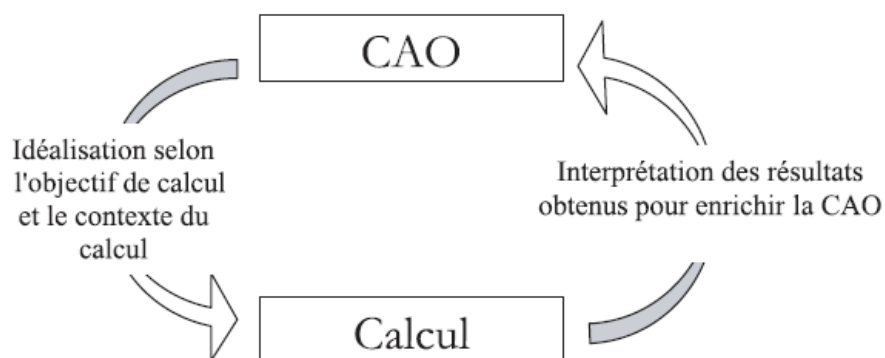 CAO
Idéalisation selon
l'objectif de calcul
et le contexte du
calcul
Interprétation des résultats
obtenus pour enrichir la CAO
Calcul